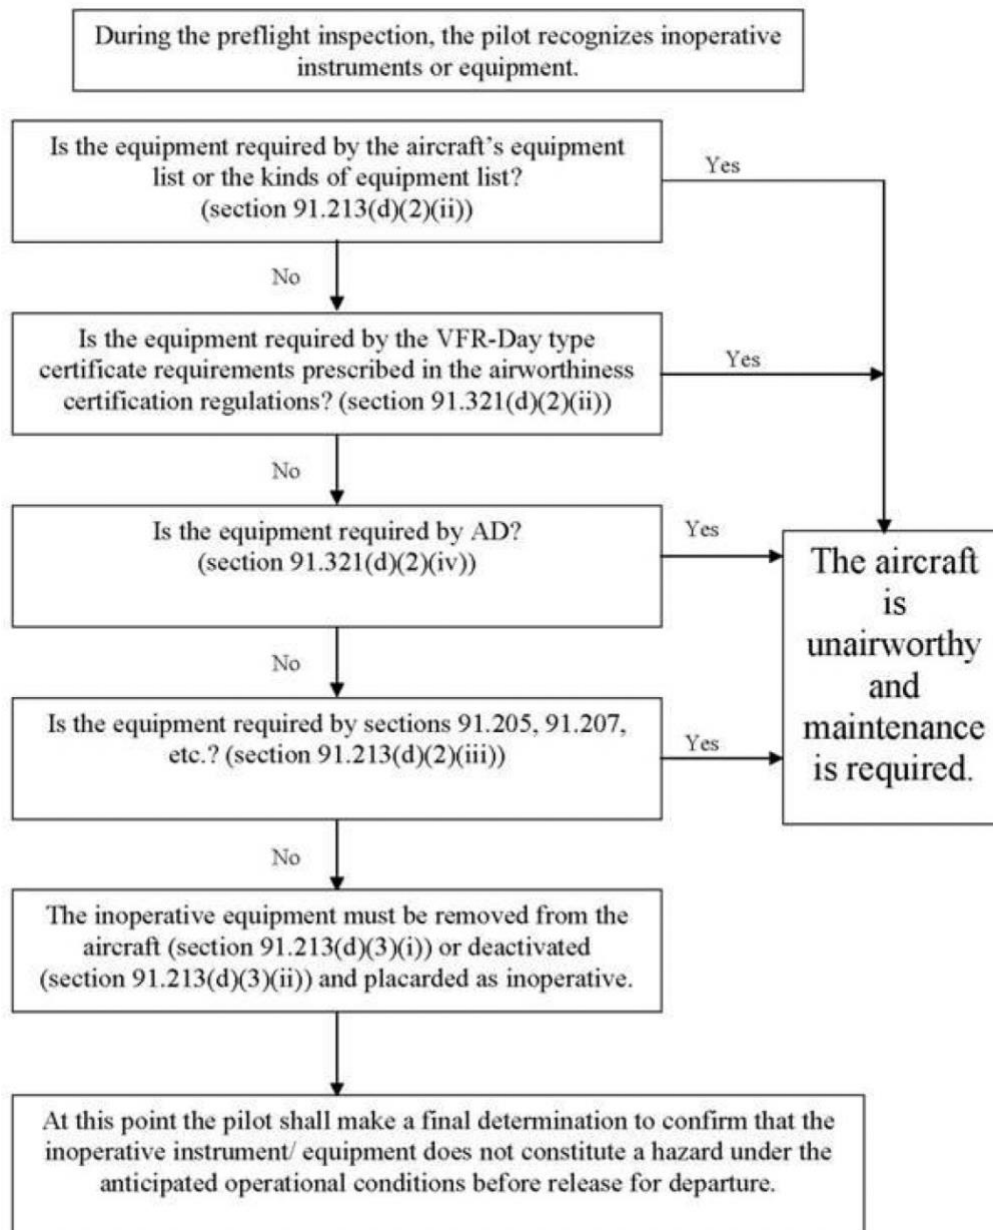 During the preflight inspection, the pilot recognizes inoperative
instruments or equipment.
Is the equipment required by the aircraft’s equipment
list or the kinds of equipment list?
(section 91.213(d)(2)(ii))
Yes
No
Is the equipment required by the VFR-Day type
certificate requirements prescribed in the airworthiness
certification regulations? (section 91.321(d)(2)(ii))
Yes
No
Is the equipment required by AD?
(section 91.321(d)(2)(iv))
Yes
No
Is the equipment required by sections 91.205, 91.207,
etc.? (section 91.213(d)(2)(iii))
Yes
The aircraft
is
unairworthy
and
maintenance
is required.
No
The inoperative equipment must be removed from the
aircraft (section 91.213(d)(3)(i)) or deactivated
(section 91.213(d)(3)(ii)) and placarded as inoperative.
At this point the pilot shall make a final determination to confirm that the
inoperative instrument/ equipment does not constitute a hazard under the
anticipated operational conditions before release for departure.